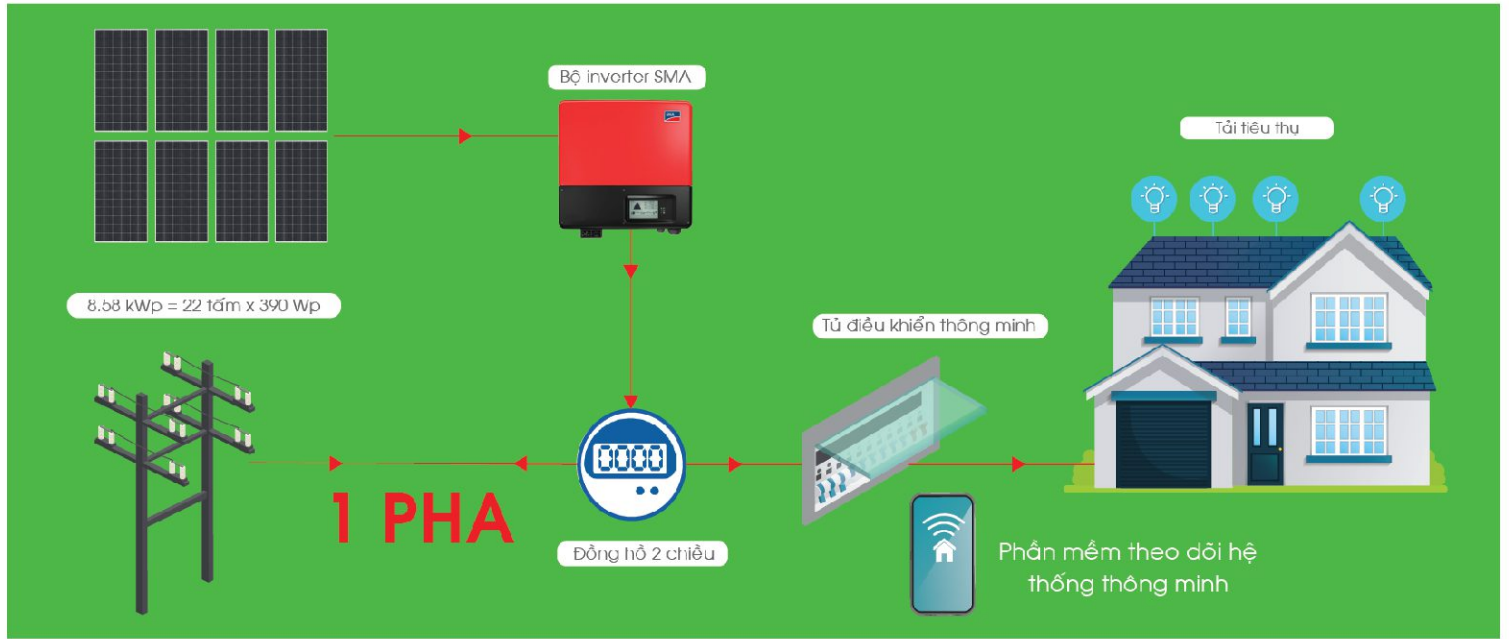 Bộ inverter SMA
Tải tiêu thụ
8.58 kWp = 22 tấm x 390 Wp
Tủ điều khiển thông minh
0000
1 PHA
Đồng hồ 2 chiều
Phần mềm theo dõi hệ
thống thông minh